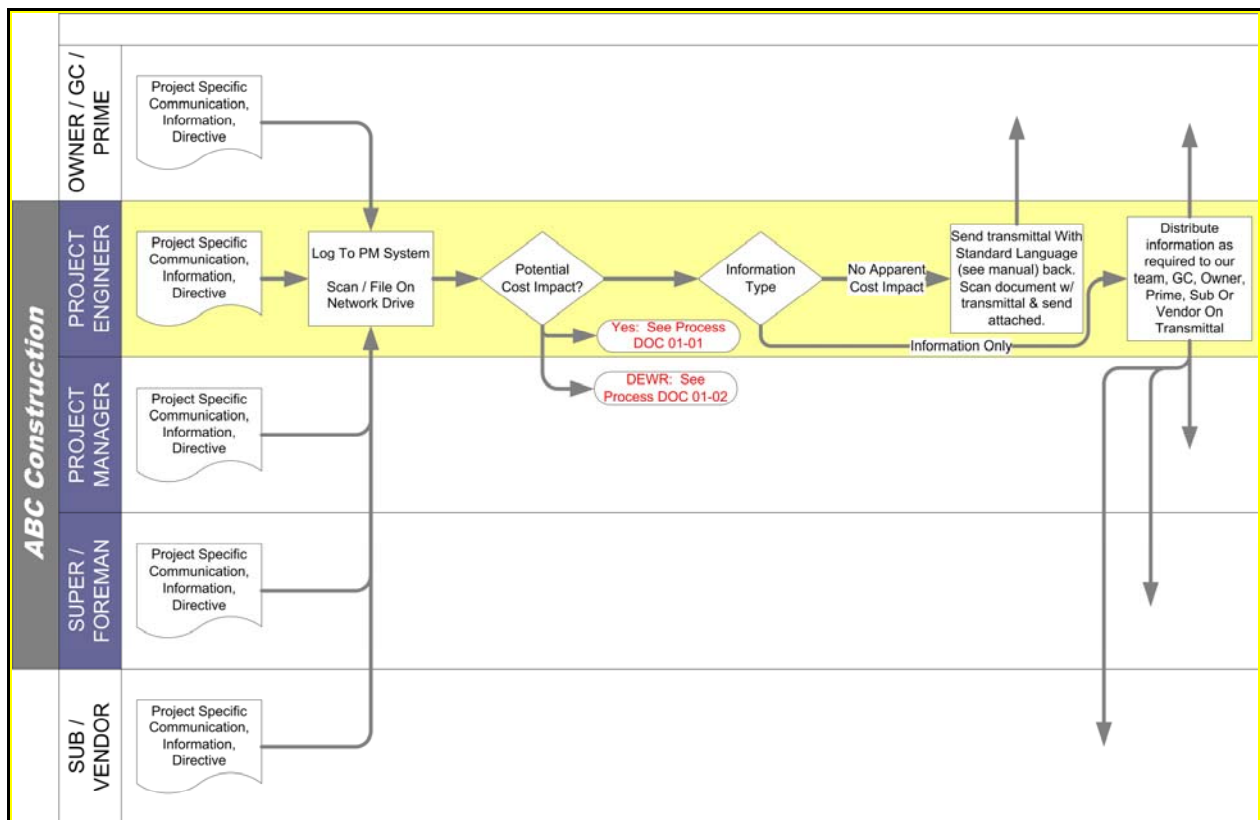 ABC Construction
OWNER / GC /
PRIME
Project Specific
Communication,
Information,
Directive
PROJECT
ENGINEER
Project Specific
Communication,
Information,
Directive
Log To PM System
Scan / File On
Network Drive
Potential
Cost Impact?
Yes: See Process
DOC 01-01
DEWR: See
Process DOC 01-02
Information
Type
No Apparent
Cost Impact
Information Only
Send transmittal With
Standard Language
(see manual) back.
Scan document w/
transmittal & send
attached.
Distribute
information as
required to our
team, GC, Owner,
Prime, Sub Or
Vendor On
Transmittal
PROJECT
MANAGER
Project Specific
Communication,
Information,
Directive
SUPER /
FOREMAN
Project Specific
Communication,
Information,
Directive
SUB /
VENDOR
Project Specific
Communication,
Information,
Directive